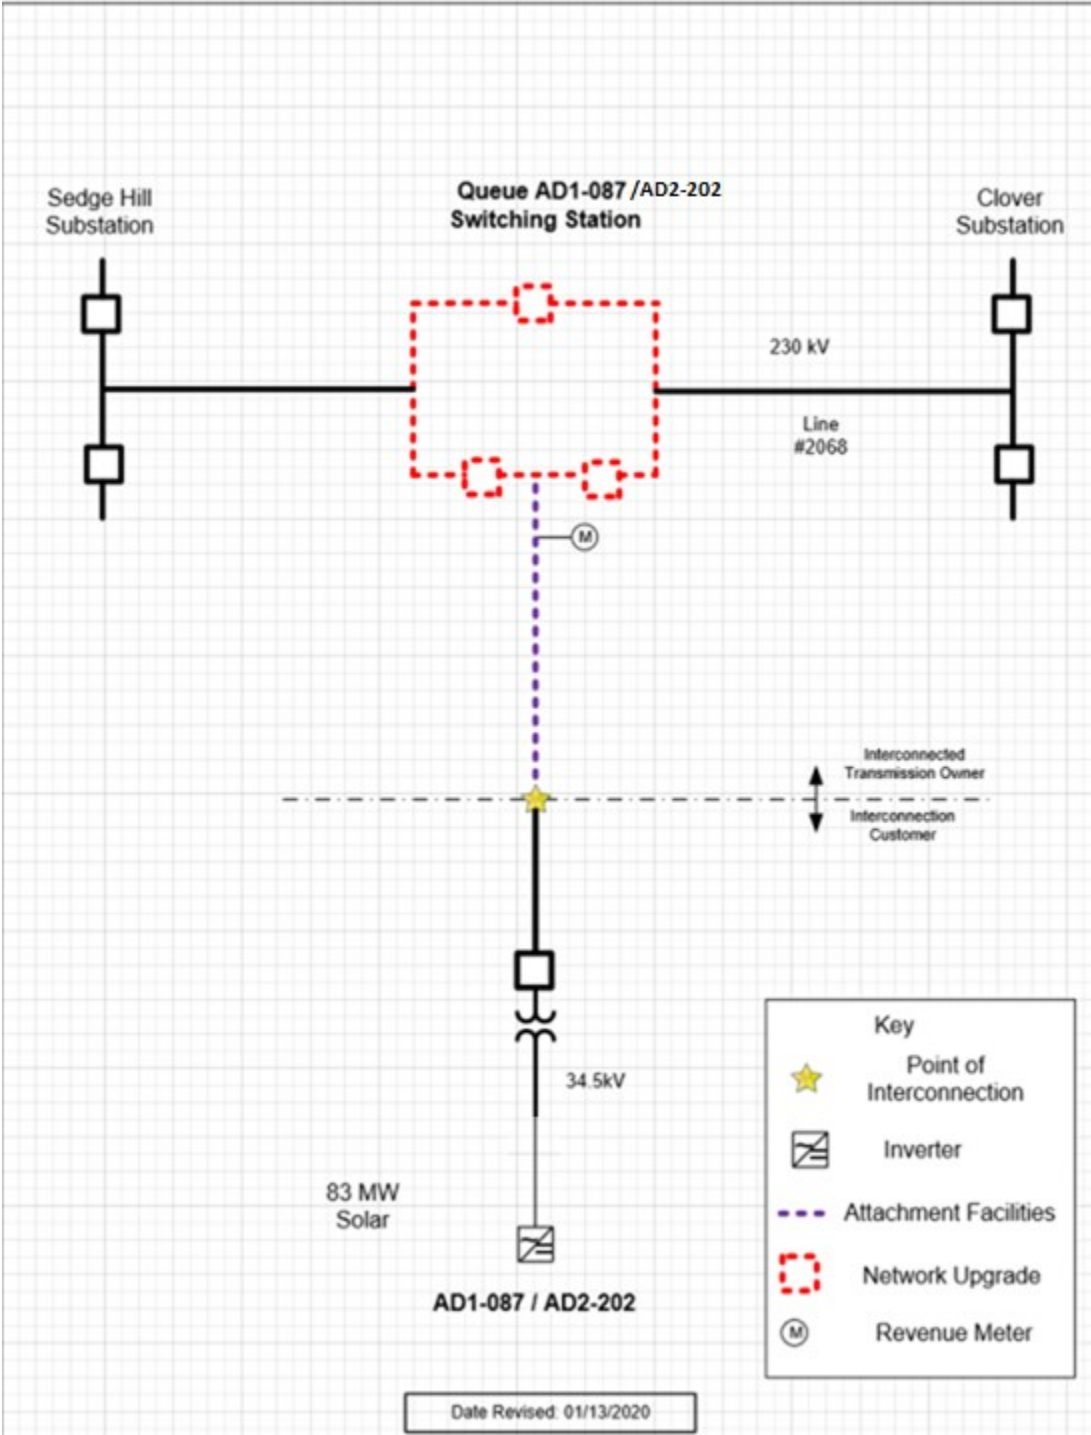 Queue AD1-087 /AD2-202
Switching Station
Sedge Hill
Substation
Clover
Substation
230 kV
Line
#2068
M
Interconnected
Transmission Owner
Interconnection
Customer
34.5kV
83 MW
Solar
AD1-087 / AD2-202
Key
Point of
Interconnection
Inverter
Attachment Facilities
Network Upgrade
M
Revenue Meter
Date Revised: 01/13/2020